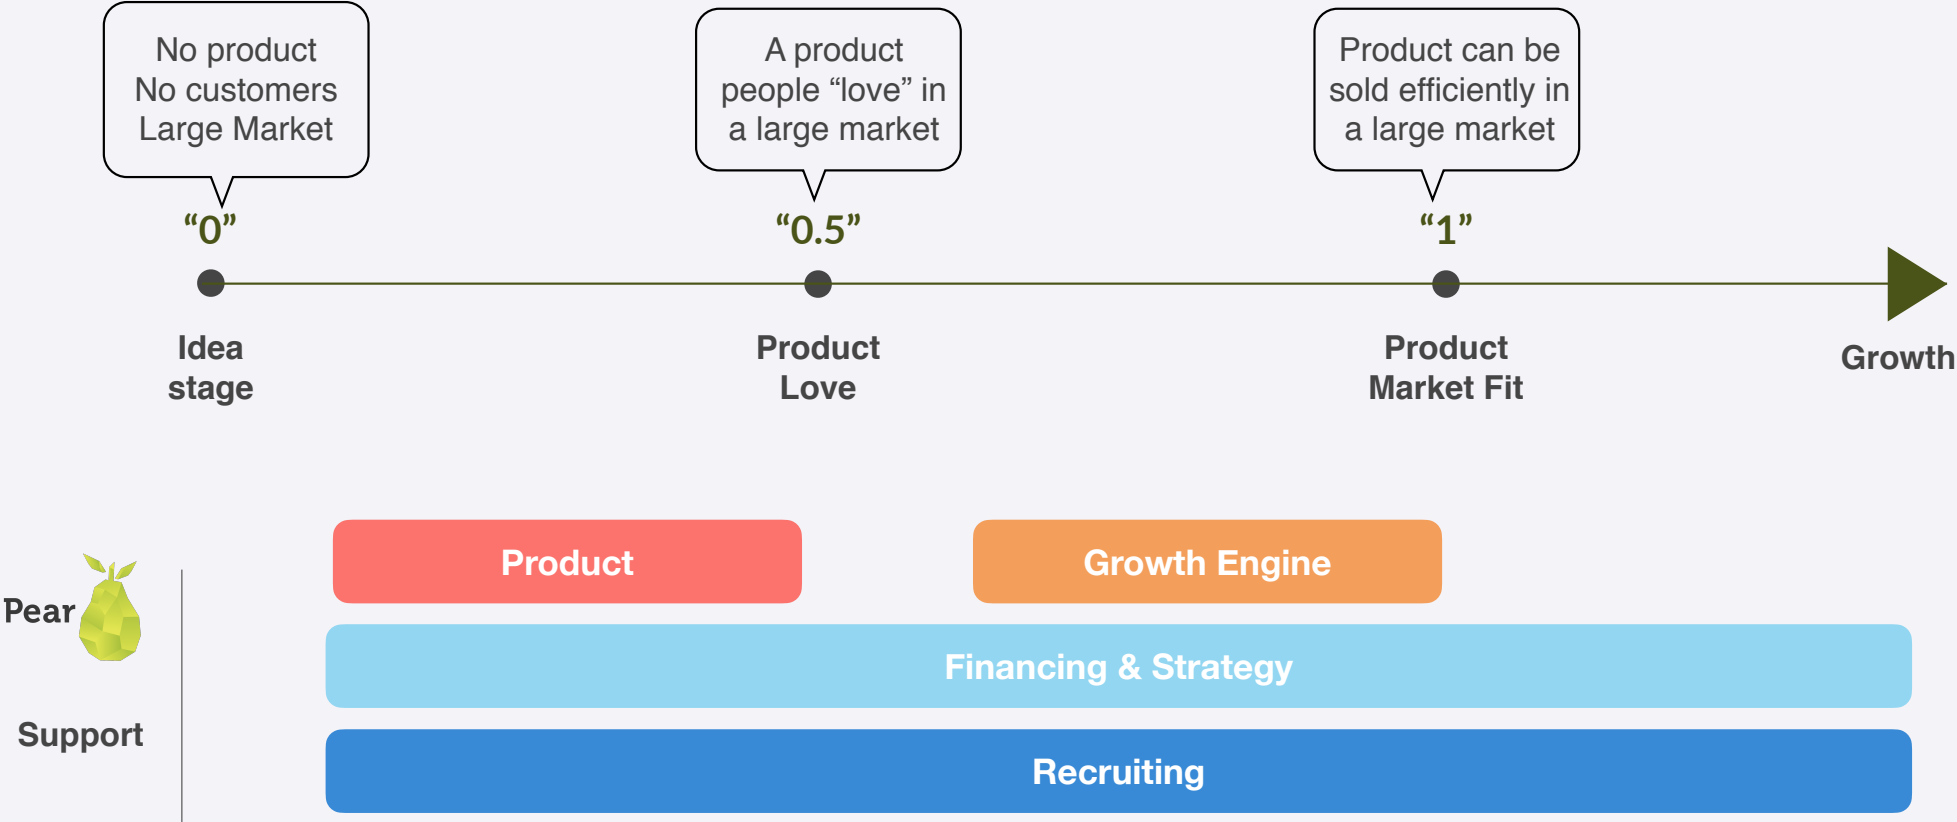 No product
No customers
Large Market
A product
people “love” in
a large market
Product can be
sold efficiently in
a large market
“0”
“0.5”
“1”
Idea
stage
Product
Love
Product
Market Fit
Growth
Product
Growth Engine
Pear
Financing & Strategy
Support
Recruiting